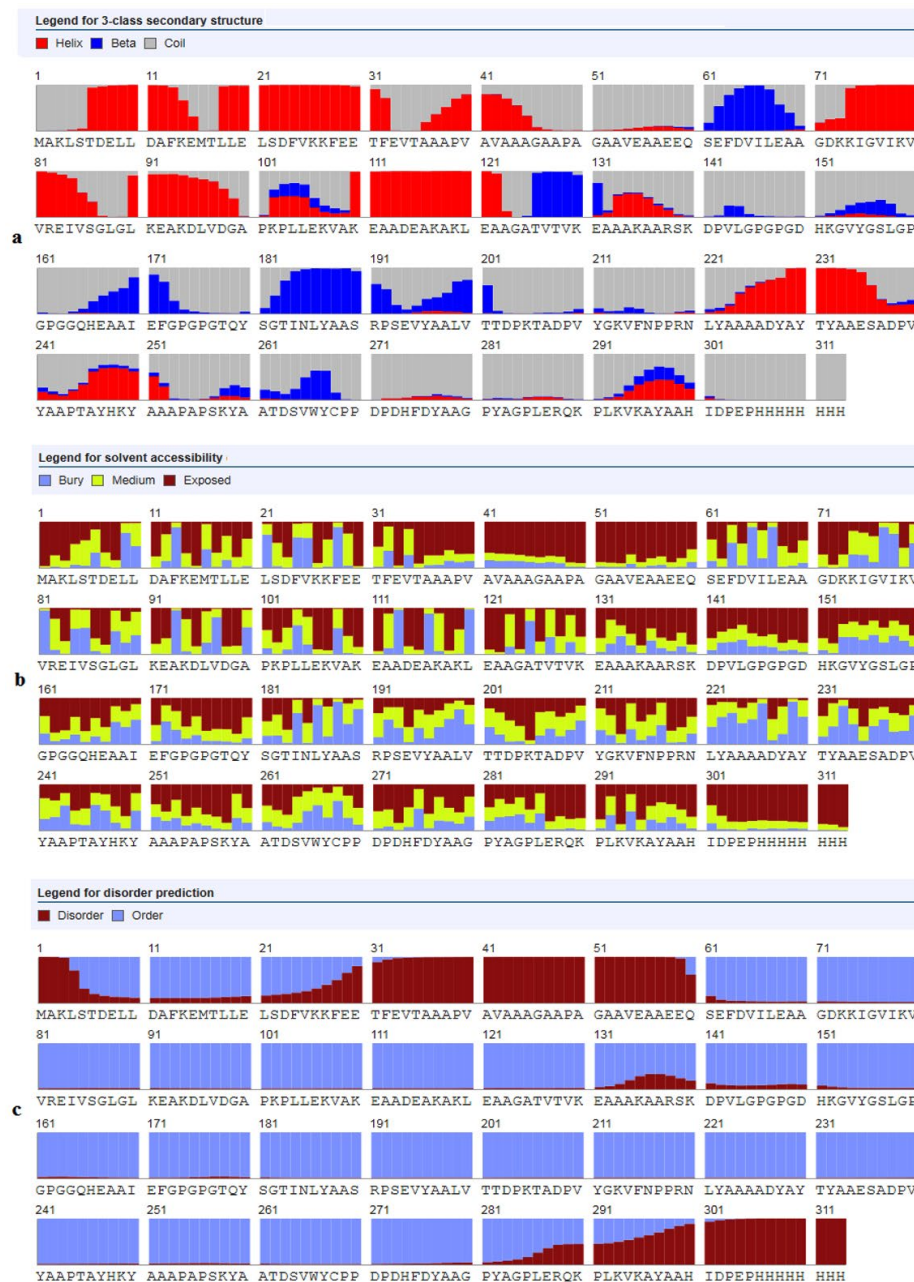 Legend for 3-class secondary structure
Helix Beta Coil
1 11 21 31 41 51 61 71
MAKLSTDELL DAFKEMTLLE LSDFVKKFEE TFEVTAAAPV AVAAAGAAPA GAAVEAAEEQ SEFDVILEAA GDKKIGVIKV
81 91 101 111 121 131 141 151
VREIVSGLGL KEAKDLVDGA PKPLLEKVAK EAADEAKAKL EAAGATVTVK EAAAKAARSK DPVLGPGPGD HKGVYGSLGP
a
161 171 181 191 201 211 221 231
GPGGQHEAAI EFGPGPGTQY SGTINLYAAS RPSEVYAALV TTDPKTADPV YGKVFNPPRN LYAAAADYAY TYAAESADPV
241 251 261 271 281 291 301 311
YAAPTAYHKY AAAPAPSKYA ATDSVWYCPP DPDHFDYAAG PYAGPLERQK PLKVKAYAAH IDPEPHHHHH HHH
Legend for solvent accessibility
Bury Medium Exposed
1 11 21 31 41 51 61 71
MAKLSTDELL DAFKEMTLLE LSDFVKKFEE TFEVTAAAPV AVAAAGAAPA GAAVEAAEEQ SEFDVILEAA GDKKIGVIKV
81 91 101 111 121 131 141 151
VREIVSGLGL KEAKDLVDGA PKPLLEKVAK EAADEAKAKL EAAGATVTVK EAAAKAARSK DPVLGPGPGD HKGVYGSLGP
b
161 171 181 191 201 211 221 231
GPGGQHEAAI EFGPGPGTQY SGTINLYAAS RPSEVYAALV TTDPKTADPV YGKVFNPPRN LYAAAADYAY TYAAESADPV
241 251 261 271 281 291 301 311
YAAPTAYHKY AAAPAPSKYA ATDSVWYCPP DPDHFDYAAG PYAGPLERQK PLKVKAYAAH IDPEPHHHHH HHH
Legend for disorder prediction
Disorder Order
1 11 21 31 41 51 61 71
MAKLSTDELL DAFKEMTLLE LSDFVKKFEE TFEVTAAAPV AVAAAGAAPA GAAVEAAEEQ SEFDVILEAA GDKKIGVIKV
81 91 101 111 121 131 141 151
VREIVSGLGL KEAKDLVDGA PKPLLEKVAK EAADEAKAKL EAAGATVTVK EAAAKAARSK DPVLGPGPGD HKGVYGSLGP
c
161 171 181 191 201 211 221 231
GPGGQHEAAI EFGPGPGTQY SGTINLYAAS RPSEVYAALV TTDPKTADPV YGKVFNPPRN LYAAAADYAY TYAAESADPV
241 251 261 271 281 291 301 311
YAAPTAYHKY AAAPAPSKYA ATDSVWYCPP DPDHFDYAAG PYAGPLERQK PLKVKAYAAH IDPEPHHHHH HHH